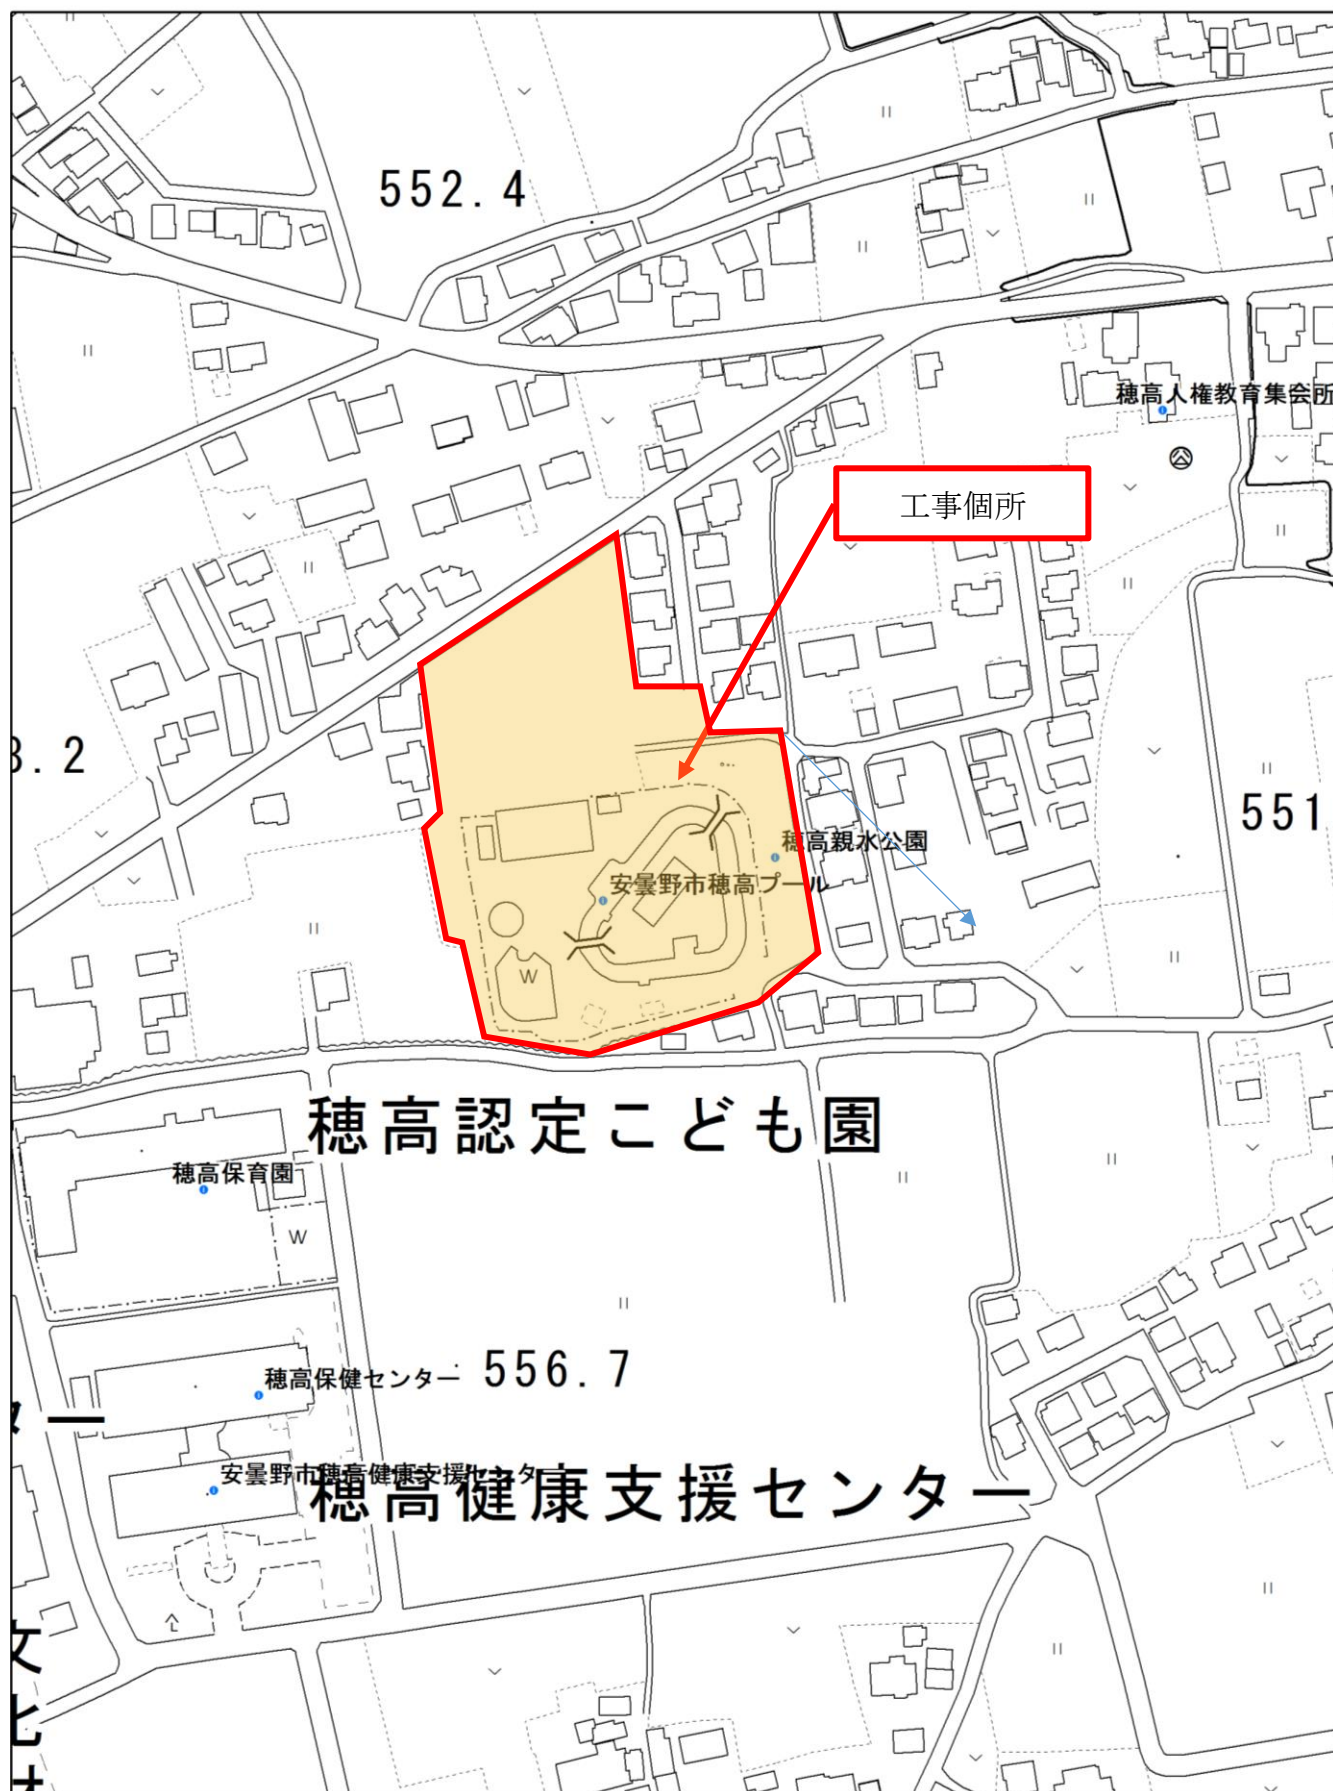 552.4
穂高人権教育集会所
工事個所
3.2
551
穂高親水公園
安曇野市穂高プール
W
穂高認定こども園
穂高保育園
W
556.7
穂高保健センター
ター
安曇野市穂高健康支援センター
穂高健康支援センター
文
化